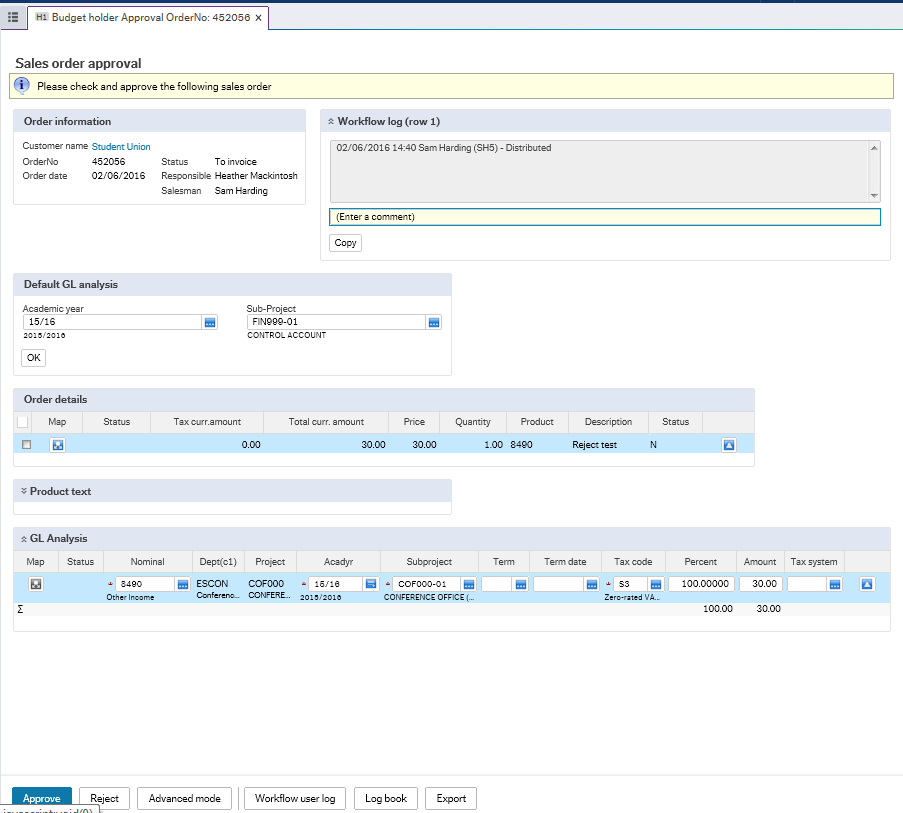 H1 Budget holder Approval OrderNo: 452056 ×
Sales order approval
Please check and approve the following sales order
Order information
Customer name Student Union
OrderNo 452056 Status To invoice
Order date 02/06/2016 Responsible Heather Mackintosh
Salesman Sam Harding
Workflow log (row 1)
02/06/2016 14:40 Sam Harding (SH5) - Distributed
(Enter a comment)
Copy
Default GL analysis
Academic year Sub-Project
15/16 FIN999-01
2015/2016 CONTROL ACCOUNT
OK
Order details
Map Status Tax curr.amount Total curr. amount Price Quantity Product Description Status
0.00 30.00 30.00 1.00 8490 Reject test N
Product text
GL Analysis
Map Status Nominal Dept(c1) Project Acadyr Subproject Term Term date Tax code Percent Amount Tax system
8490 ESCON COF000 15/16 COF000-01 S3 100.00000 30.00
Other Income Conferenc... CONFERE... 2015/2016 CONFERENCE OFFICE (... Zero-rated VA...
Σ 100.00 30.00
Approve Reject Advanced mode Workflow user log Log book Export